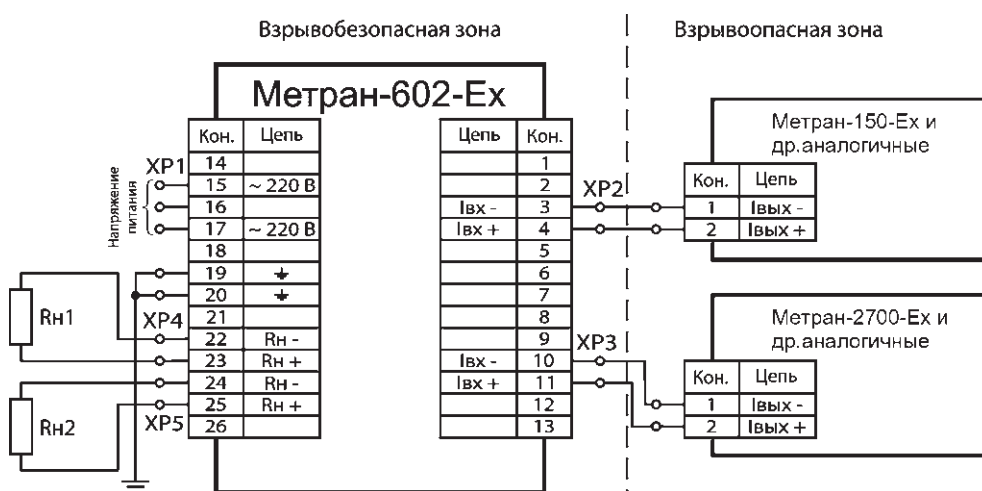 Взрывобезопасная зона
Взрывоопасная зона
Метран-602-Ех
Кон. Цепь
14
15 ~ 220 В
16
17 ~ 220 В
18
19
20
21
22 Rн -
23 Rн +
24 Rн -
25 Rн +
26
XP1
Напряжение
питания
XP4
XP5
Rн1
Rн2
Цепь Кон.
1
2
Iвх - 3
Iвх + 4
5
6
7
8
9
Iвх - 10
Iвх + 11
12
13
XP2
XP3
Метран-150-Ех и
др.аналогичные
Кон. Цепь
1 Iвых -
2 Iвых +
Метран-2700-Ех и
др.аналогичные
Кон. Цепь
1 Iвых -
2 Iвых +